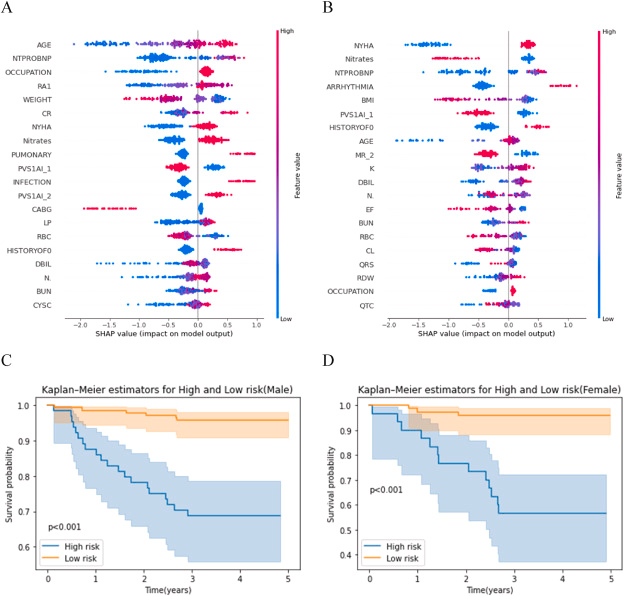 A
AGE
NTPROBNP
OCCUPATION
RA1
WEIGHT
CR
NYHA
Nitrates
PUMONARY
PVS1AI_1
INFECTION
PVS1AI_2
CABG
LP
RBC
HISTORYOF0
DBIL
N.
BUN
CYSC
−2.0 −1.5 −1.0 −0.5 0.0 0.5 1.0
SHAP value (impact on model output)
High
Feature value
Low
B
NYHA
Nitrates
NTPROBNP
ARRHYTHMIA
BMI
PVS1AI_1
HISTORYOF0
AGE
MR_2
K
DBIL
N.
EF
BUN
RBC
CL
QRS
RDW
OCCUPATION
QTC
−2.0 −1.5 −1.0 −0.5 0.0 0.5 1.0
SHAP value (impact on model output)
High
Feature value
Low
C
Kaplan–Meier estimators for High and Low risk(Male)
Survival probability
1.0
0.9
0.8
0.7
0.6
p<0.001
High risk
Low risk
0 1 2 3 4 5
Time(years)
D
Kaplan–Meier estimators for High and Low risk(Female)
Survival probability
1.0
0.9
0.8
0.7
0.6
0.5
0.4
p<0.001
High risk
Low risk
0 1 2 3 4 5
Time(years)